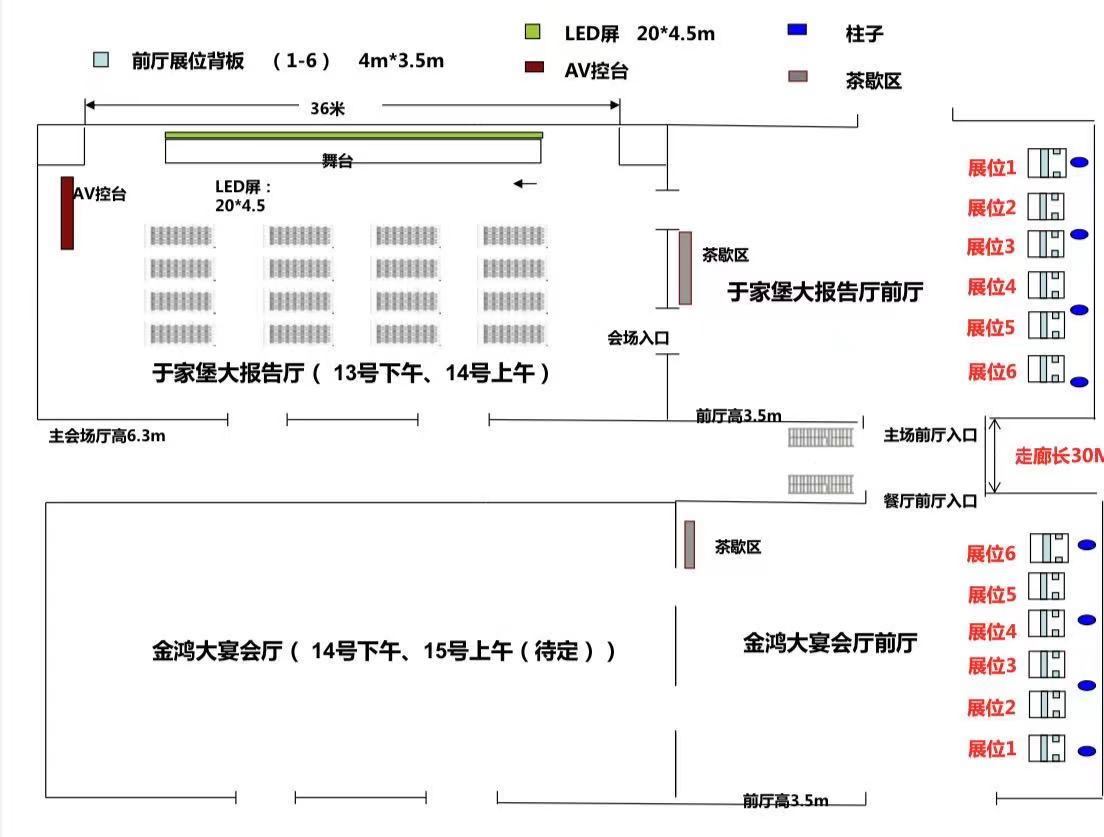 LED屏 20*4.5m
柱子
前厅展位背板 （1-6） 4m*3.5m
AV控台
茶歇区
36米
舞台
AV控台
LED屏：
20*4.5
茶歇区
于家堡大报告厅前厅
会场入口
于家堡大报告厅（ 13号下午、14号上午）
展位1
展位2
展位3
展位4
展位5
展位6
主会场厅高6.3m
前厅高3.5m
主场前厅入口
走廊长30M
餐厅前厅入口
茶歇区
金鸿大宴会厅（ 14号下午、15号上午（待定））
金鸿大宴会厅前厅
展位6
展位5
展位4
展位3
展位2
展位1
前厅高3.5m